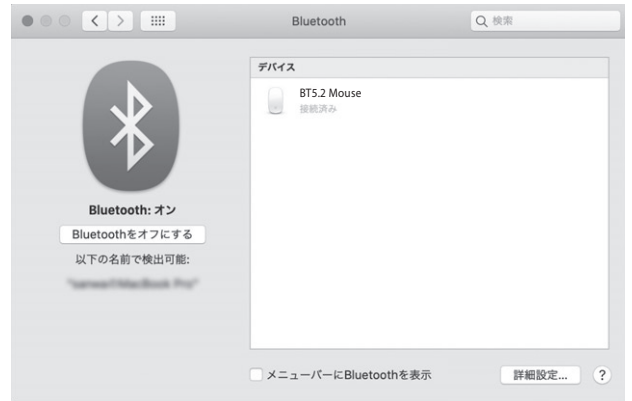 Bluetooth
検索
Bluetooth: オン
Bluetoothをオフにする
以下の名前で検出可能:
デバイス
BT5.2 Mouse
接続済み
メニューバーにBluetoothを表示
詳細設定...
?